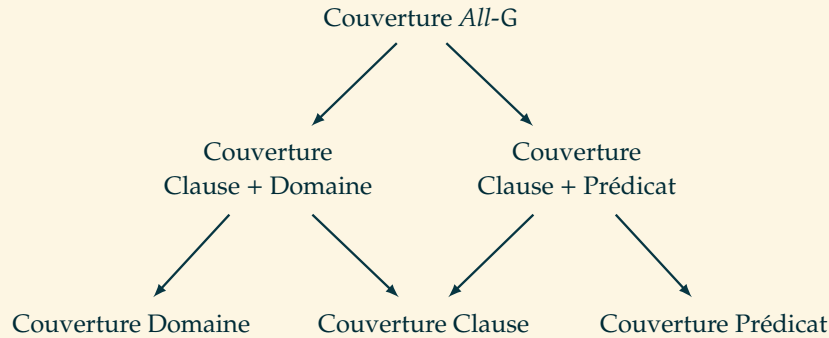 Couverture All-G
Couverture
Clause + Domaine
Couverture
Clause + Prédicat
Couverture Domaine
Couverture Clause
Couverture Prédicat